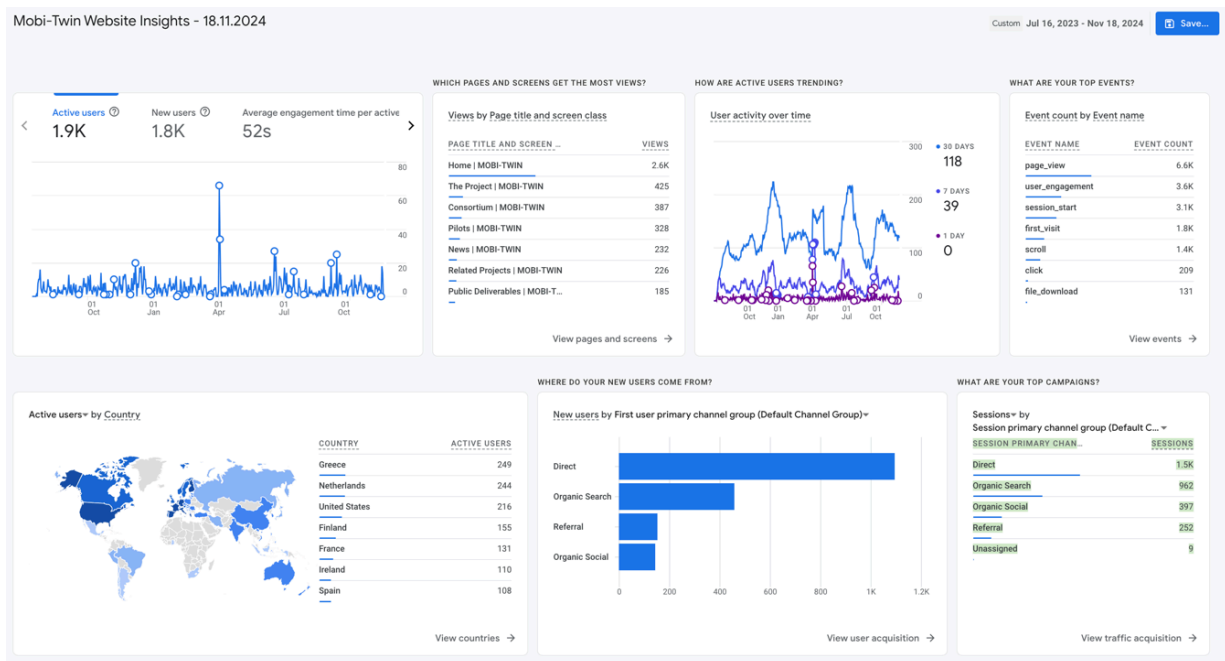 Mobi-Twin Website Insights - 18.11.2024
Custom Jul 16, 2023 - Nov 18, 2024
Save...
Active users
1.9K
New users
1.8K
Average engagement time per active
52s
80
60
40
20
0
01 Oct
01 Jan
01 Apr
01 Jul
01 Oct
WHICH PAGES AND SCREENS GET THE MOST VIEWS?
Views by Page title and screen class
PAGE TITLE AND SCREEN ... VIEWS
Home | MOBI-TWIN 2.6K
The Project | MOBI-TWIN 425
Consortium | MOBI-TWIN 387
Pilots | MOBI-TWIN 328
News | MOBI-TWIN 232
Related Projects | MOBI-TWIN 226
Public Deliverables | MOBI-T... 185
View pages and screens
HOW ARE ACTIVE USERS TRENDING?
User activity over time
300
200
100
0
01 Oct
01 Jan
01 Apr
01 Jul
01 Oct
30 DAYS
118
7 DAYS
39
1 DAY
0
WHAT ARE YOUR TOP EVENTS?
Event count by Event name
EVENT NAME EVENT COUNT
page_view 6.6K
user_engagement 3.6K
session_start 3.1K
first_visit 1.8K
scroll 1.4K
click 209
file_download 131
View events
Active users by Country
COUNTRY ACTIVE USERS
Greece 249
Netherlands 244
United States 216
Finland 155
France 131
Ireland 110
Spain 108
View countries
WHERE DO YOUR NEW USERS COME FROM?
New users by First user primary channel group (Default Channel Group)
Direct
Organic Search
Referral
Organic Social
0 200 400 600 800 1K 1.2K
View user acquisition
WHAT ARE YOUR TOP CAMPAIGNS?
Sessions by
Session primary channel group (Default C...
SESSION PRIMARY CHAN... SESSIONS
Direct 1.5K
Organic Search 962
Organic Social 397
Referral 252
Unassigned 9
View traffic acquisition